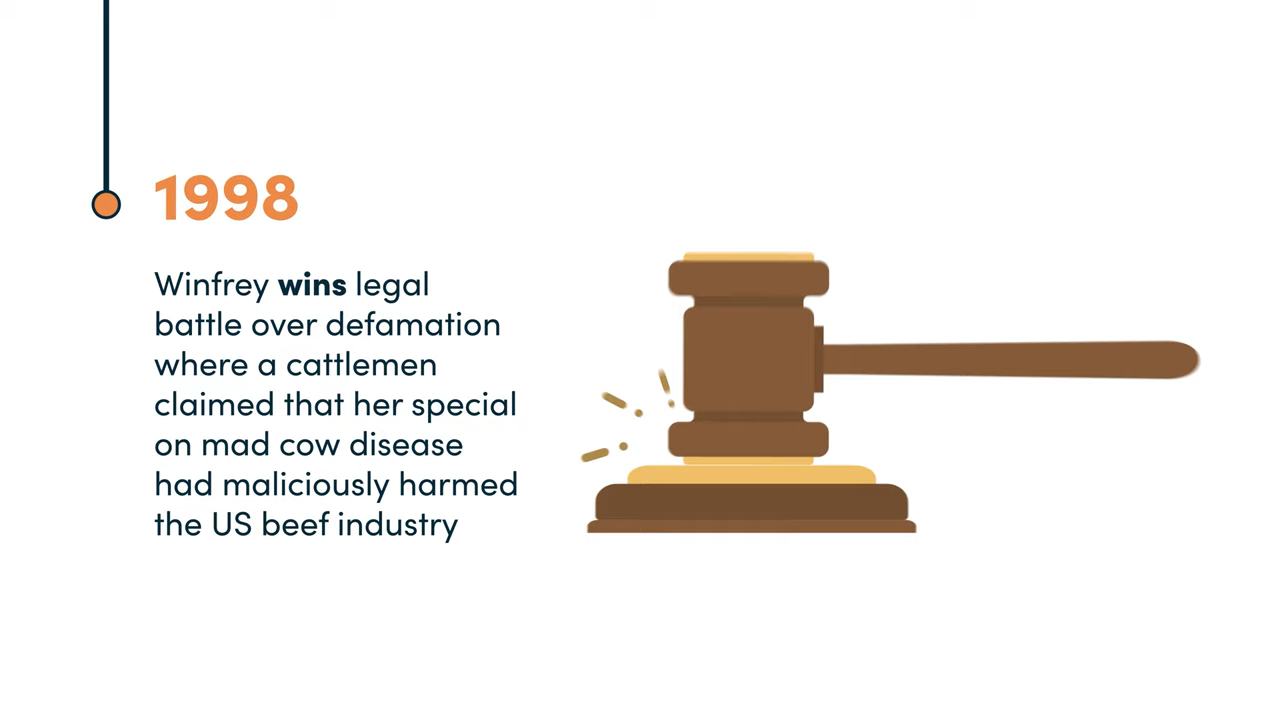 1998
Winfrey wins legal
battle over defamation
where a cattlemen
claimed that her special
on mad cow disease
had maliciously harmed
the US beef industry